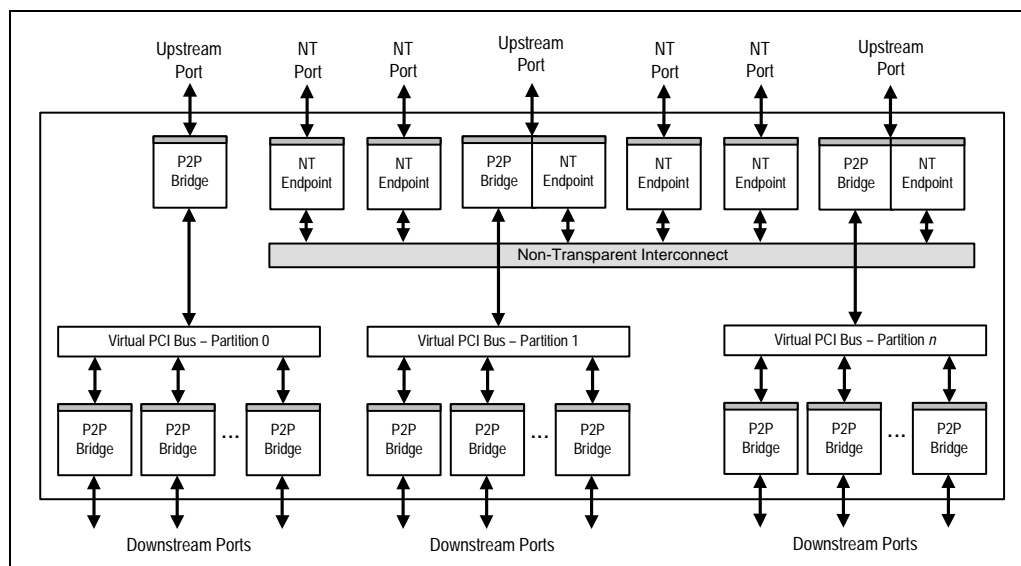 Upstream
Port
NT
Port
NT
Port
Upstream
Port
NT
Port
NT
Port
Upstream
Port
P2P
Bridge
NT
Endpoint
NT
Endpoint
P2P
Bridge
NT
Endpoint
NT
Endpoint
NT
Endpoint
P2P
Bridge
NT
Endpoint
Non-Transparent Interconnect
Virtual PCI Bus – Partition 0
Virtual PCI Bus – Partition 1
Virtual PCI Bus – Partition n
P2P
Bridge
P2P
Bridge
...
P2P
Bridge
P2P
Bridge
P2P
Bridge
...
P2P
Bridge
P2P
Bridge
P2P
Bridge
...
P2P
Bridge
Downstream Ports
Downstream Ports
Downstream Ports